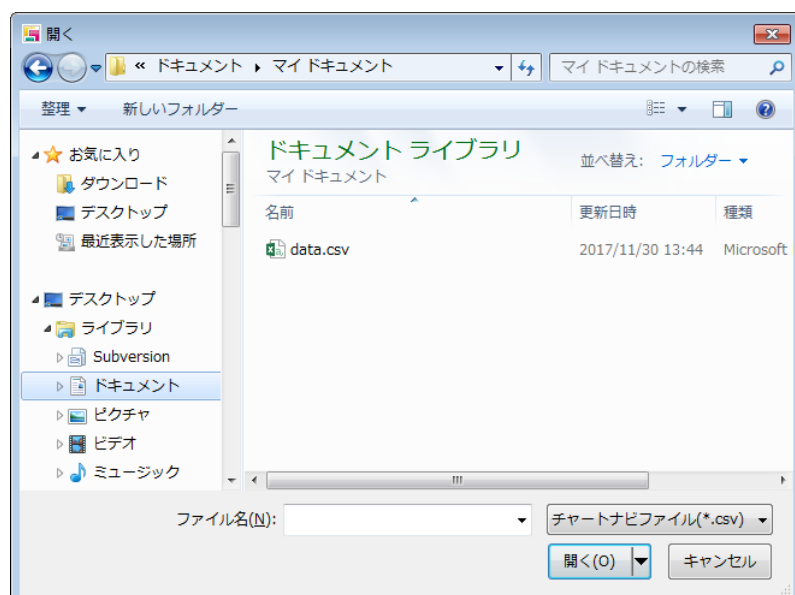 開く
« ドキュメント ▸ マイ ドキュメント
マイ ドキュメントの検索
整理 ▼ 新しいフォルダー
お気に入り
ダウンロード
デスクトップ
最近表示した場所
デスクトップ
ライブラリ
Subversion
ドキュメント
ピクチャ
ビデオ
ミュージック
ドキュメント ライブラリ
マイ ドキュメント
並べ替え: フォルダー ▼
名前 更新日時 種類
data.csv 2017/11/30 13:44 Microsoft
ファイル名(N):
チャートナビファイル(*.csv)
開く(O) キャンセル